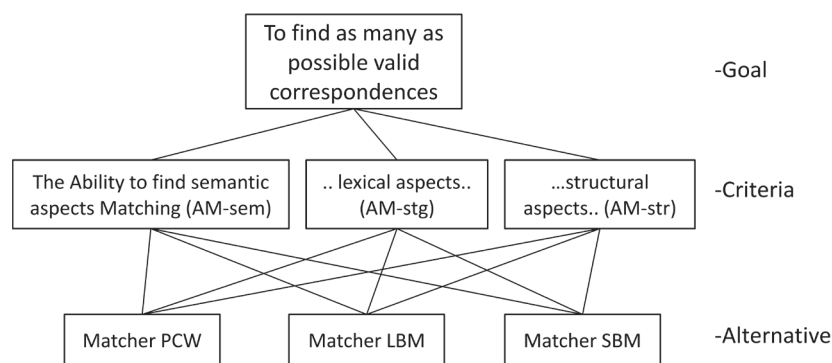 To find as many as
possible valid
correspondences
-Goal
The Ability to find semantic
aspects Matching (AM-sem)
.. lexical aspects..
(AM-stg)
...structural
aspects.. (AM-str)
-Criteria
Matcher PCW
Matcher LBM
Matcher SBM
-Alternative